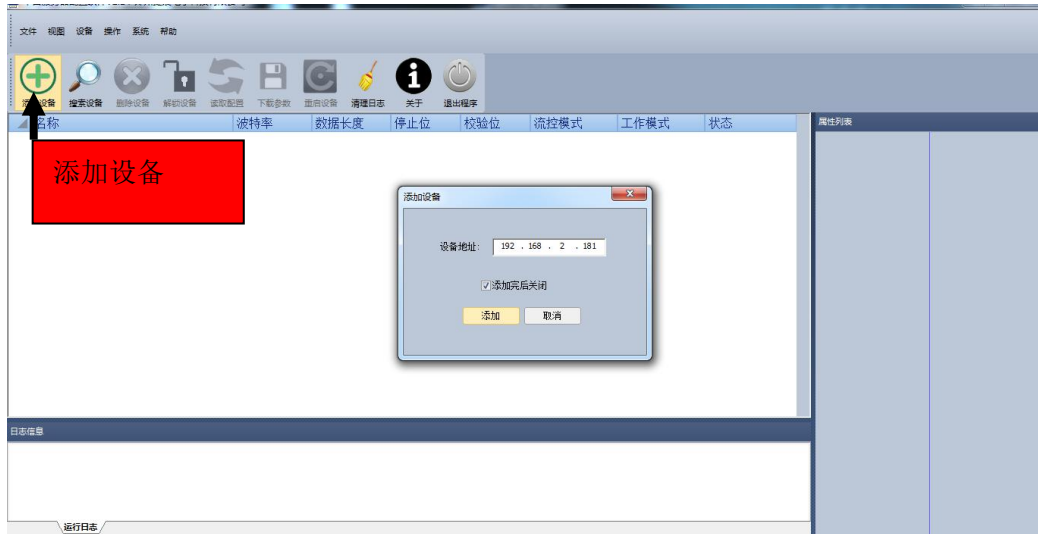 文件 视图 设备 操作 系统 帮助
添加设备 搜索设备 删除设备 解锁设备 读取配置 下载参数 重启设备 清理日志 关于 退出程序
名称 波特率 数据长度 停止位 校验位 流控模式 工作模式 状态
属性列表
添加设备
添加设备
设备地址: 192 . 168 . 2 . 181
添加完后关闭
添加 取消
日志信息
运行日志